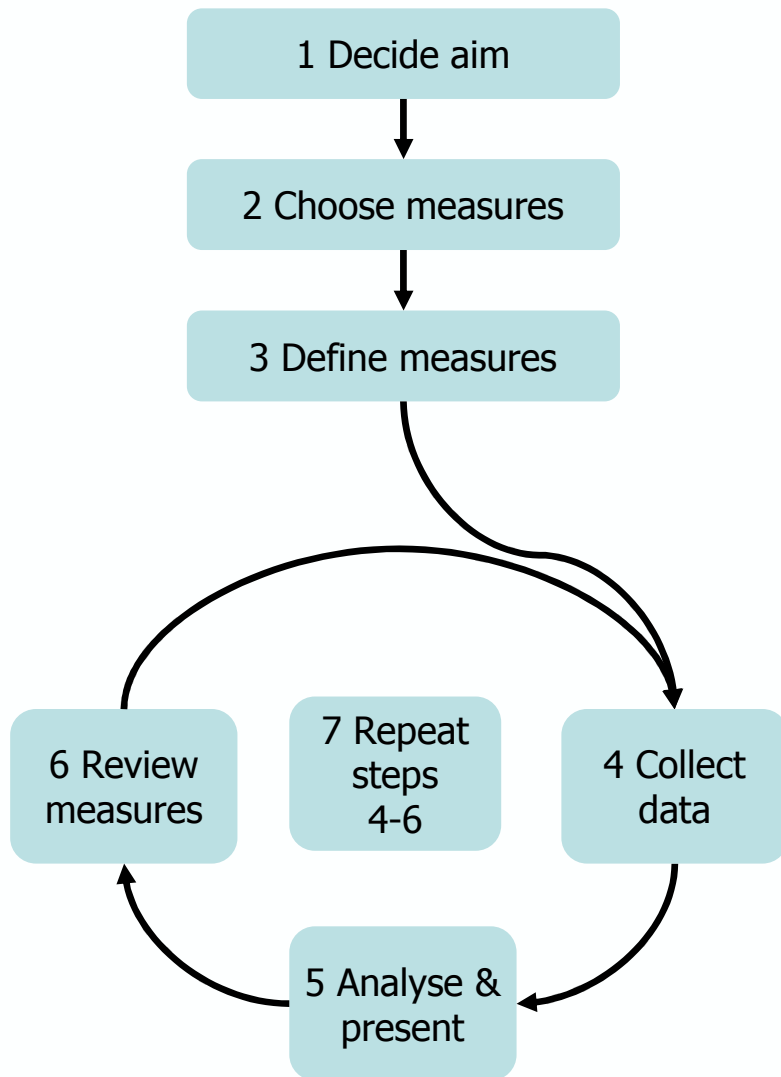 1 Decide aim
2 Choose measures
3 Define measures
7 Repeat
steps
4-6
6 Review
measures
4 Collect
data
5 Analyse &
present